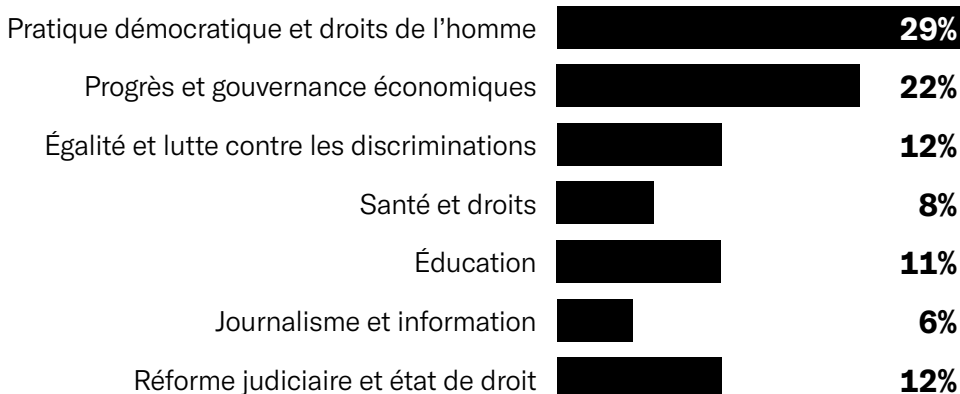 Pratique démocratique et droits de l’homme 29%
Progrès et gouvernance économiques 22%
Égalité et lutte contre les discriminations 12%
Santé et droits 8%
Éducation 11%
Journalisme et information 6%
Réforme judiciaire et état de droit 12%